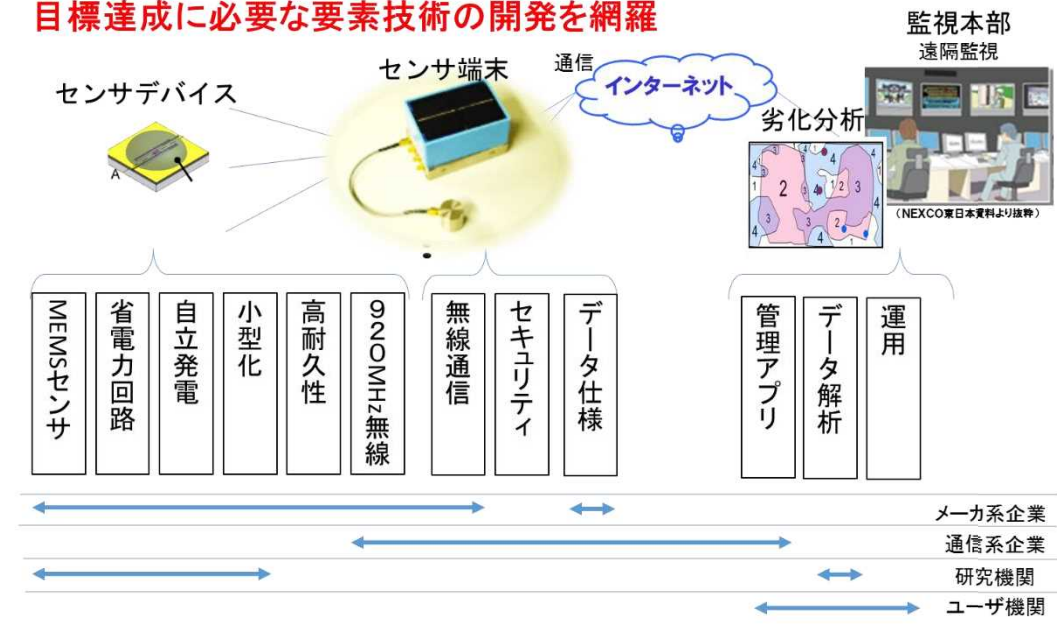 目標達成に必要な要素技術の開発を網羅
監視本部
遠隔監視
センサデバイス
センサ端末
通信
インターネット
劣化分析
A
（NEXCO東日本資料より抜粋）
MEMSセンサ
省電力回路
自立発電
小型化
高耐久性
920MHz無線
無線通信
セキュリティ
データ仕様
管理アプリ
データ解析
運用
メーカ系企業
通信系企業
研究機関
ユーザ機関